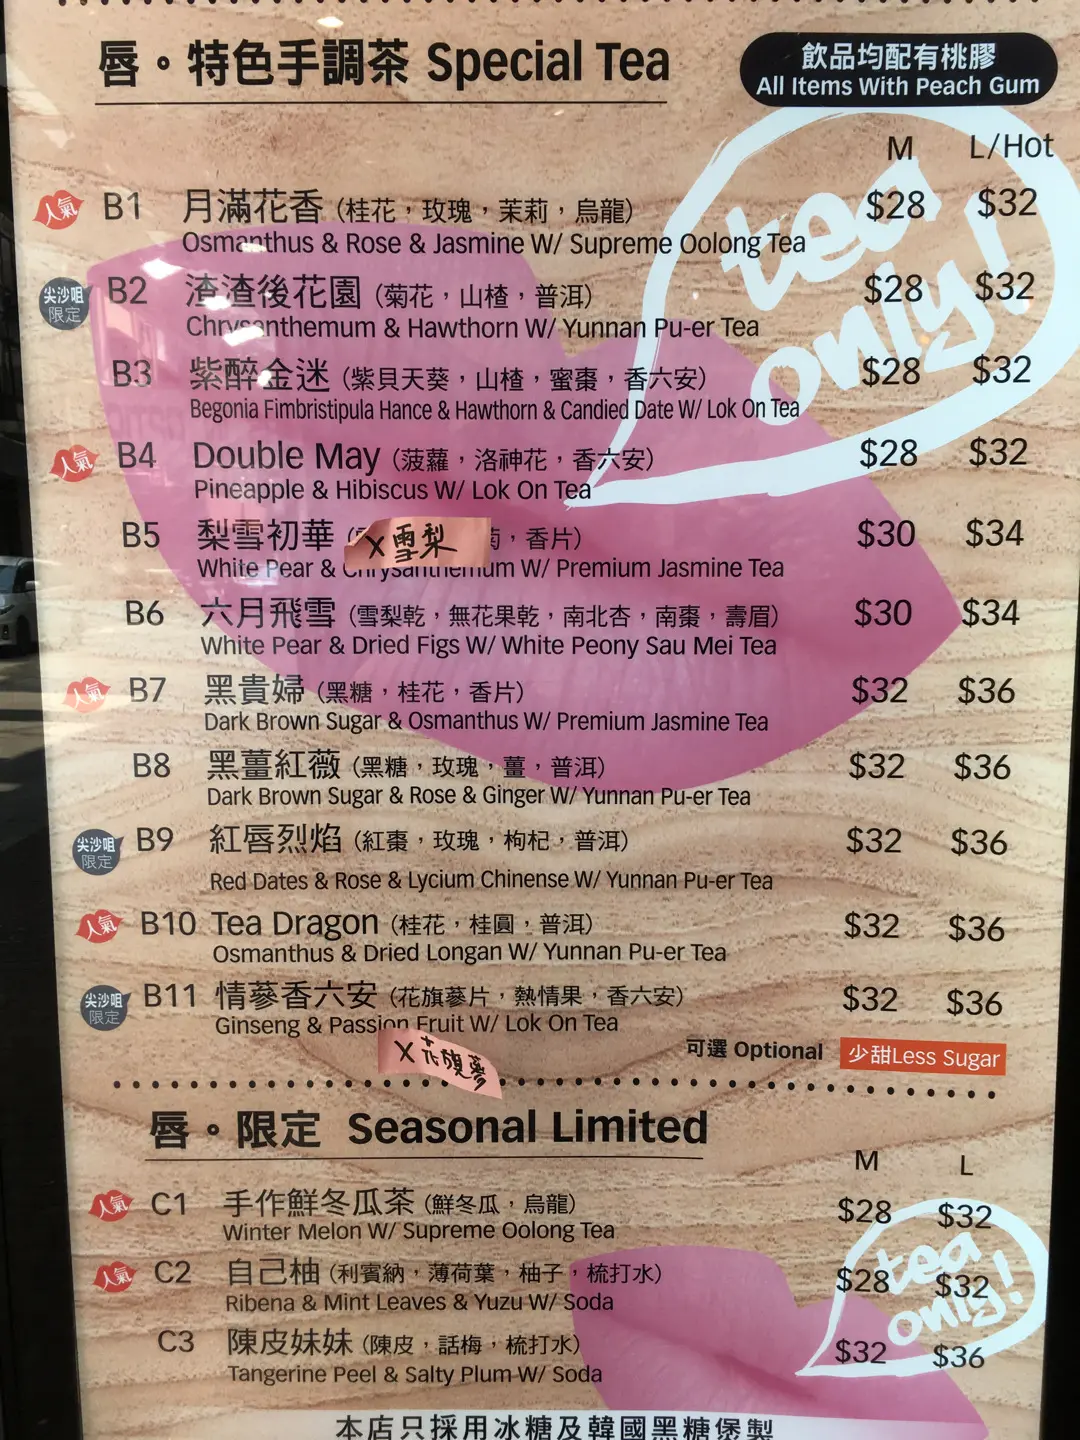 唇。特色手調茶 Special Tea
飲品均配有桃膠
All Items With Peach Gum
M L/Hot
tea only!
人氣 B1 月滿花香 (桂花，玫瑰，茉莉，烏龍) $28 $32
Osmanthus & Rose & Jasmine W/ Supreme Oolong Tea
尖沙咀限定 B2 渣渣後花園 (菊花，山楂，普洱) $28 $32
Chrysanthemum & Hawthorn W/ Yunnan Pu-er Tea
B3 紫醉金迷 (紫貝天葵，山楂，蜜棗，香六安) $28 $32
Begonia Fimbristipula Hance & Hawthorn & Candied Date W/ Lok On Tea
人氣 B4 Double May (菠蘿，洛神花，香六安) $28 $32
Pineapple & Hibiscus W/ Lok On Tea
B5 梨雪初華 ( X雪梨 ，香片) $30 $34
White Pear & Chrysanthemum W/ Premium Jasmine Tea
B6 六月飛雪 (雪梨乾，無花果乾，南北杏，南棗，壽眉) $30 $34
White Pear & Dried Figs W/ White Peony Sau Mei Tea
人氣 B7 黑貴婦 (黑糖，桂花，香片) $32 $36
Dark Brown Sugar & Osmanthus W/ Premium Jasmine Tea
B8 黑薑紅薇 (黑糖，玫瑰，薑，普洱) $32 $36
Dark Brown Sugar & Rose & Ginger W/ Yunnan Pu-er Tea
尖沙咀限定 B9 紅唇烈焰 (紅棗，玫瑰，枸杞，普洱) $32 $36
Red Dates & Rose & Lycium Chinense W/ Yunnan Pu-er Tea
人氣 B10 Tea Dragon (桂花，桂圓，普洱) $32 $36
Osmanthus & Dried Longan W/ Yunnan Pu-er Tea
尖沙咀限定 B11 情蔘香六安 (花旗蔘片，熱情果，香六安) $32 $36
Ginseng & Passion Fruit W/ Lok On Tea
X花旗蔘
可選 Optional 少甜Less Sugar
唇。限定 Seasonal Limited
M L
人氣 C1 手作鮮冬瓜茶 (鮮冬瓜，烏龍) $28 $32
Winter Melon W/ Supreme Oolong Tea
人氣 C2 自己柚 (利賓納，薄荷葉，柚子，梳打水) $28 $32
Ribena & Mint Leaves & Yuzu W/ Soda
tea only!
C3 陳皮妹妹 (陳皮，話梅，梳打水) $32 $36
Tangerine Peel & Salty Plum W/ Soda
本店只採用冰糖及韓國黑糖煲製